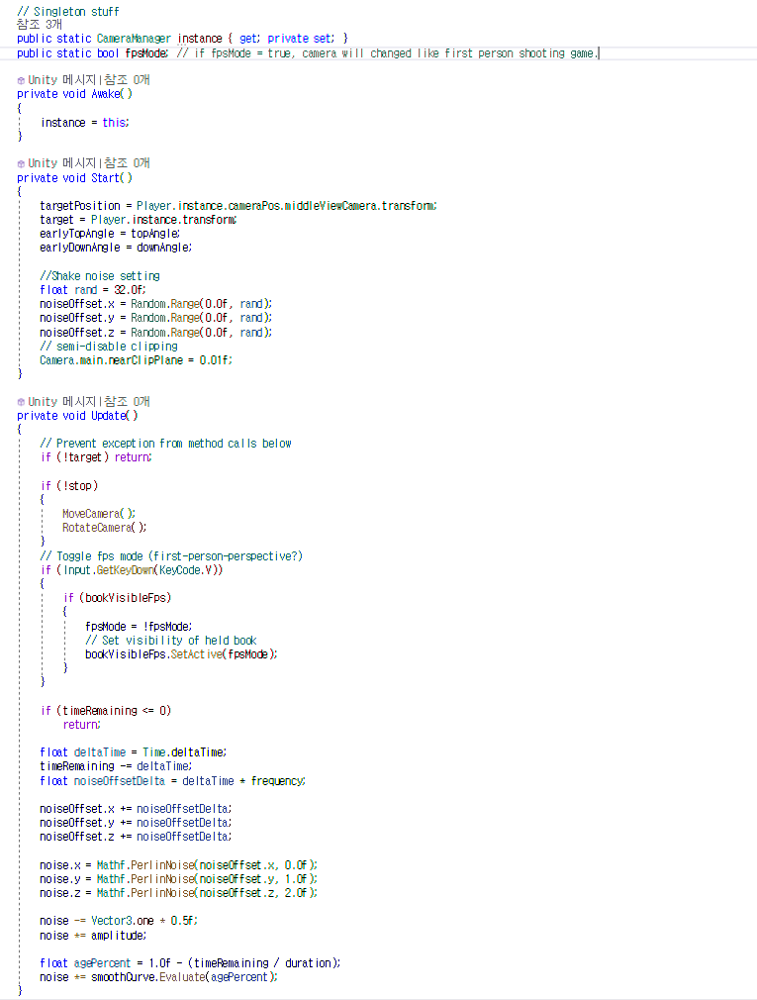 // Singleton stuff
참조 3개
public static CameraManager instance { get; private set; }
public static bool fpsMode; // if fpsMode = true, camera will changed like first person shooting game.
Unity 메시지|참조 0개
private void Awake()
{
instance = this;
}
Unity 메시지|참조 0개
private void Start()
{
targetPosition = Player.instance.cameraPos.middleViewCamera.transform;
target = Player.instance.transform;
earlyTopAngle = topAngle;
earlyDownAngle = downAngle;
//Shake noise setting
float rand = 32.0f;
noiseOffset.x = Random.Range(0.0f, rand);
noiseOffset.y = Random.Range(0.0f, rand);
noiseOffset.z = Random.Range(0.0f, rand);
// semi-disable clipping
Camera.main.nearClipPlane = 0.01f;
}
Unity 메시지|참조 0개
private void Update()
{
// Prevent exception from method calls below
if (!target) return;
if (!stop)
{
MoveCamera();
RotateCamera();
}
// Toggle fps mode (first-person-perspective?)
if (Input.GetKeyDown(KeyCode.V))
{
if (bookVisibleFps)
{
fpsMode = !fpsMode;
// Set visibility of held book
bookVisibleFps.SetActive(fpsMode);
}
}
if (timeRemaining <= 0)
return;
float deltaTime = Time.deltaTime;
timeRemaining -= deltaTime;
float noiseOffsetDelta = deltaTime * frequency;
noiseOffset.x += noiseOffsetDelta;
noiseOffset.y += noiseOffsetDelta;
noiseOffset.z += noiseOffsetDelta;
noise.x = Mathf.PerlinNoise(noiseOffset.x, 0.0f);
noise.y = Mathf.PerlinNoise(noiseOffset.y, 1.0f);
noise.z = Mathf.PerlinNoise(noiseOffset.z, 2.0f);
noise -= Vector3.one * 0.5f;
noise *= amplitude;
float agePercent = 1.0f - (timeRemaining / duration);
noise *= smoothCurve.Evaluate(agePercent);
}